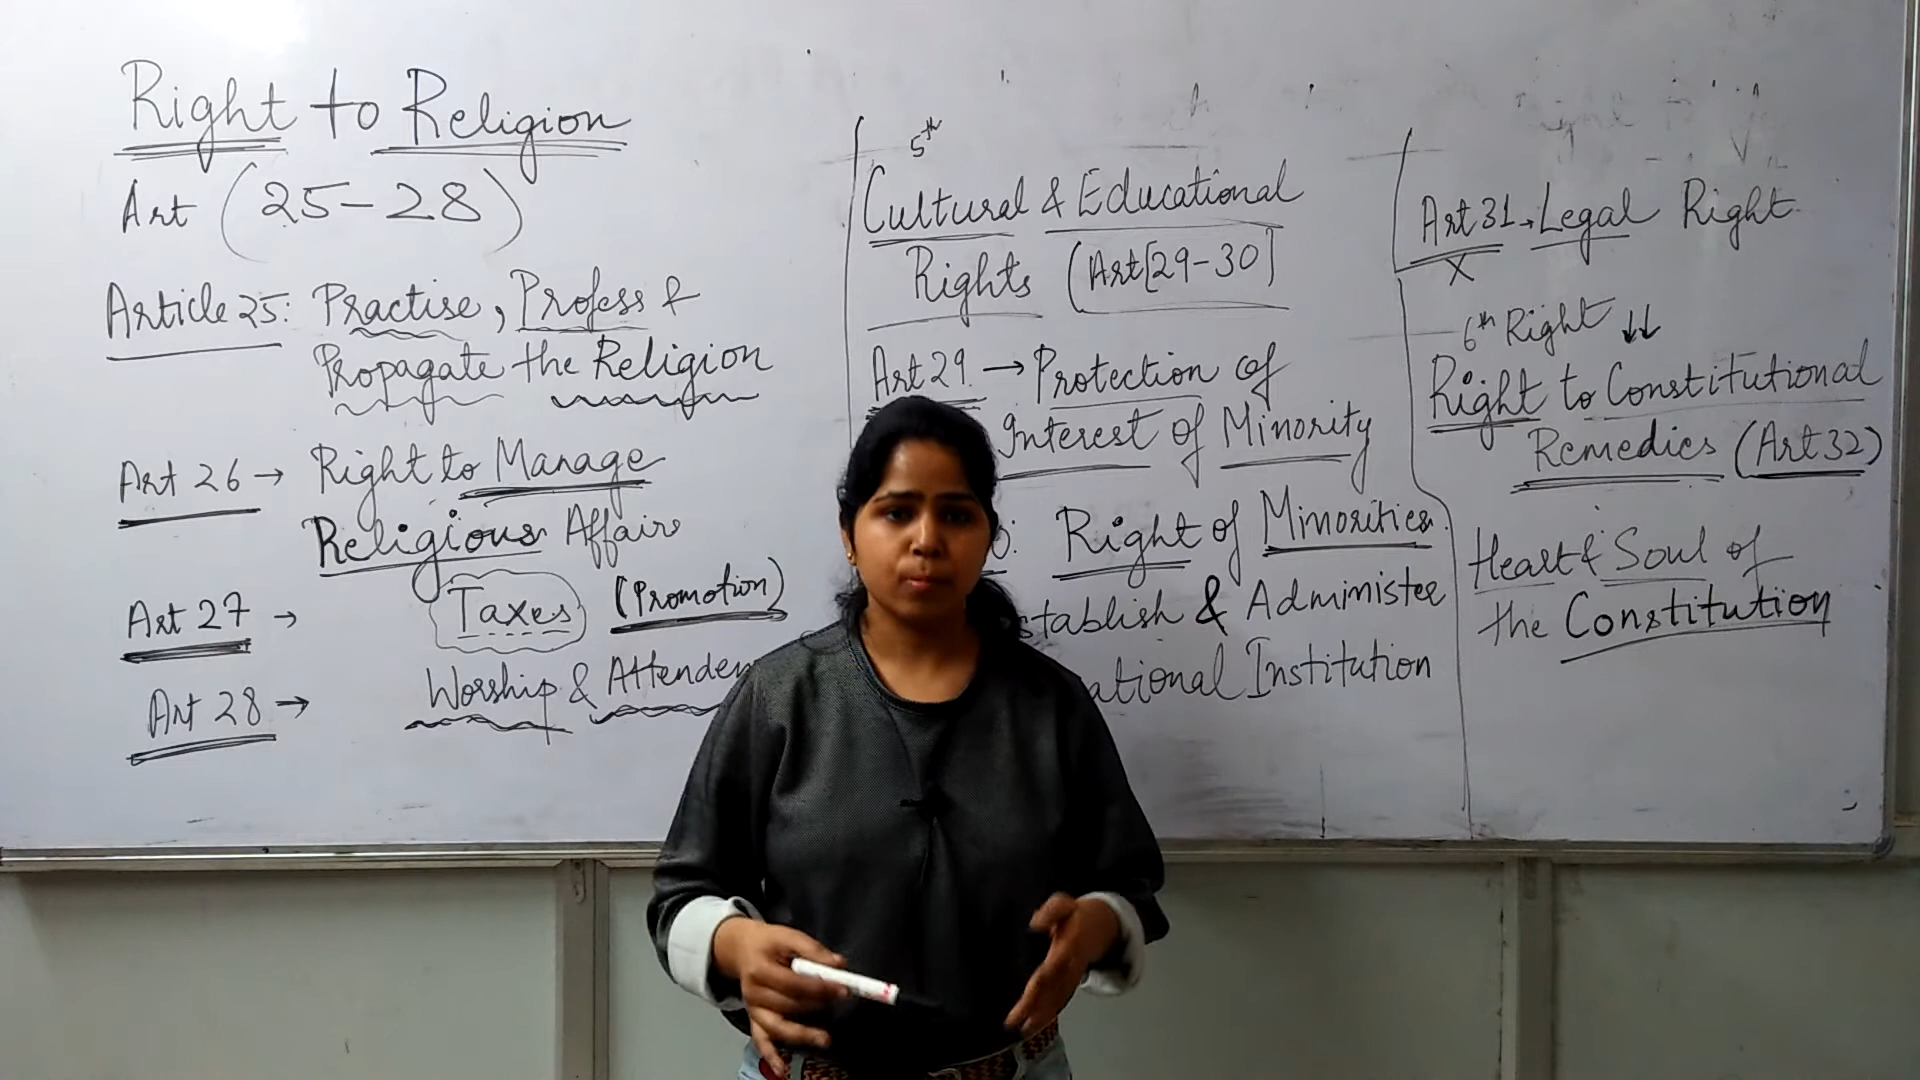 Right to Religion
Art (25-28)
Article 25: Practise, Profess &
Propagate the Religion
Art 26 → Right to Manage
Religious Affairs
Art 27 → Taxes (Promotion)
Art 28 → Worship & Attenden
5th
Cultural & Educational
Rights (Art[29-30]
Art 29 → Protection of
Interest of Minority
0: Right of Minorities
stablish & Administer
ational Institution
Art 31 → Legal Right
X
6th Right ↓↓
Right to Constitutional
Remedies (Art 32)
Heart & Soul of
the Constitution